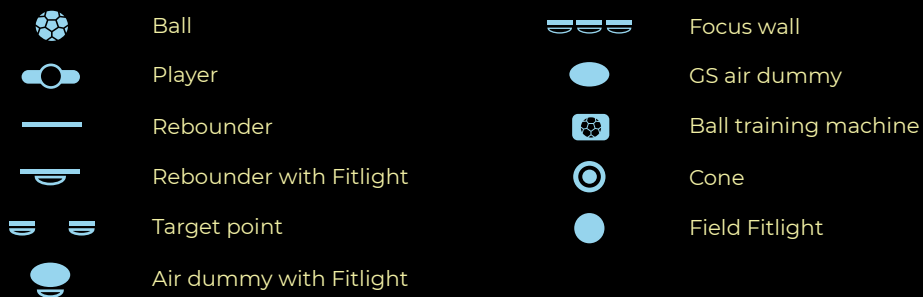 Ball
Player
Rebounder
Rebounder with Fitlight
Target point
Air dummy with Fitlight
Focus wall
GS air dummy
Ball training machine
Cone
Field Fitlight